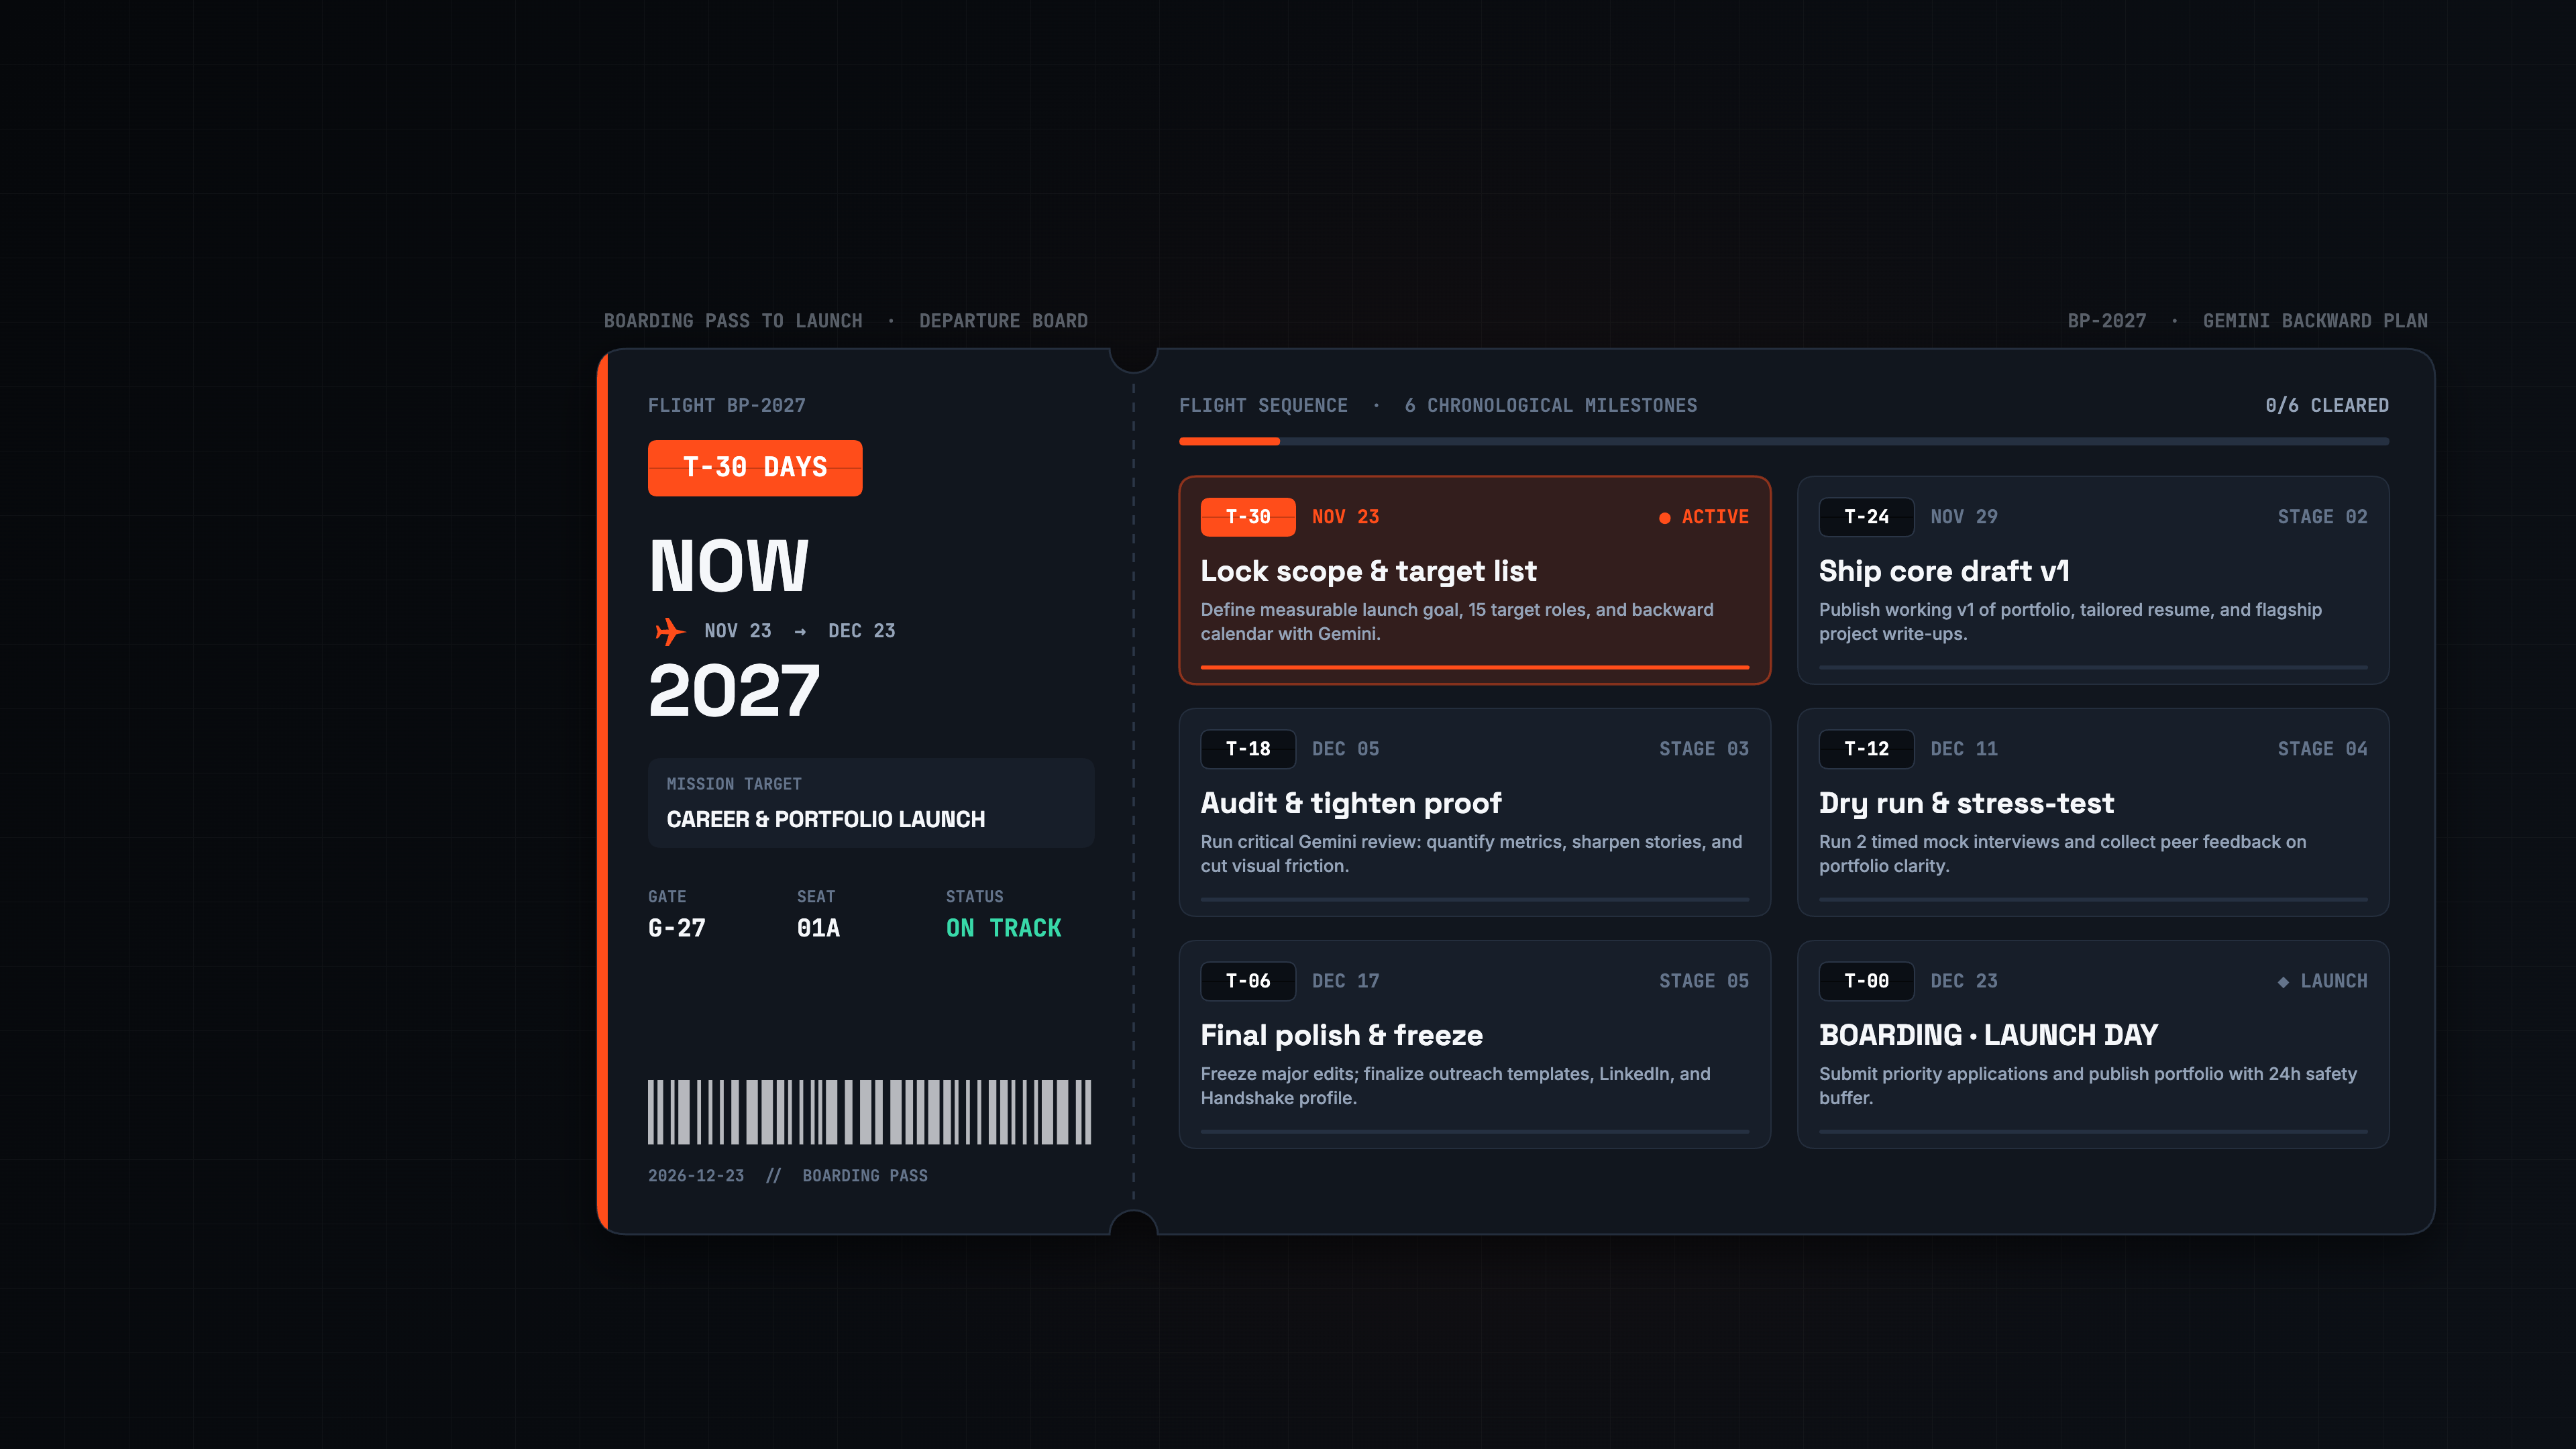 BOARDING PASS TO LAUNCH · DEPARTURE BOARD
BP-2027 · GEMINI BACKWARD PLAN
FLIGHT BP-2027
T-30 DAYS
NOW
NOV 23 → DEC 23
2027
MISSION TARGET
CAREER & PORTFOLIO LAUNCH
GATE SEAT STATUS
G-27 01A ON TRACK
2026-12-23 // BOARDING PASS
FLIGHT SEQUENCE · 6 CHRONOLOGICAL MILESTONES
0/6 CLEARED
T-30 NOV 23 ● ACTIVE
Lock scope & target list
Define measurable launch goal, 15 target roles, and backward
calendar with Gemini.
T-24 NOV 29 STAGE 02
Ship core draft v1
Publish working v1 of portfolio, tailored resume, and flagship
project write-ups.
T-18 DEC 05 STAGE 03
Audit & tighten proof
Run critical Gemini review: quantify metrics, sharpen stories, and
cut visual friction.
T-12 DEC 11 STAGE 04
Dry run & stress-test
Run 2 timed mock interviews and collect peer feedback on
portfolio clarity.
T-06 DEC 17 STAGE 05
Final polish & freeze
Freeze major edits; finalize outreach templates, LinkedIn, and
Handshake profile.
T-00 DEC 23 ◆ LAUNCH
BOARDING · LAUNCH DAY
Submit priority applications and publish portfolio with 24h safety
buffer.